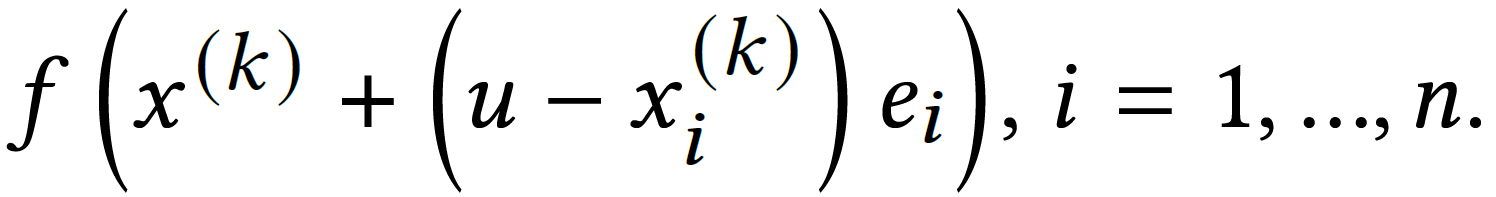 f(x^{(k)} + (u − x_i^{(k)}) e_i), i = 1, …, n.